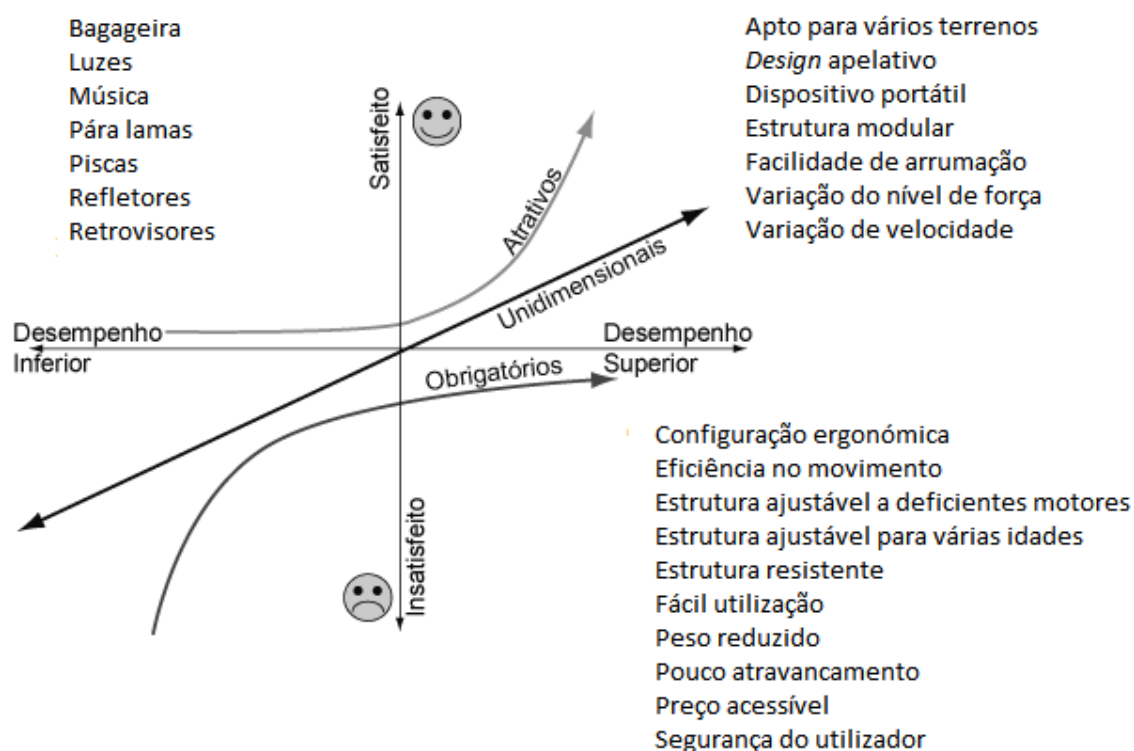 Bagageira
Luzes
Música
Pára lamas
Piscas
Refletores
Retrovisores
Apto para vários terrenos
Design apelativo
Dispositivo portátil
Estrutura modular
Facilidade de arrumação
Variação do nível de força
Variação de velocidade
Satisfeito
Atrativos
Unidimensionais
Desempenho
Inferior
Desempenho
Superior
Obrigatórios
Insatisfeito
Configuração ergonómica
Eficiência no movimento
Estrutura ajustável a deficientes motores
Estrutura ajustável para várias idades
Estrutura resistente
Fácil utilização
Peso reduzido
Pouco atravancamento
Preço acessível
Segurança do utilizador